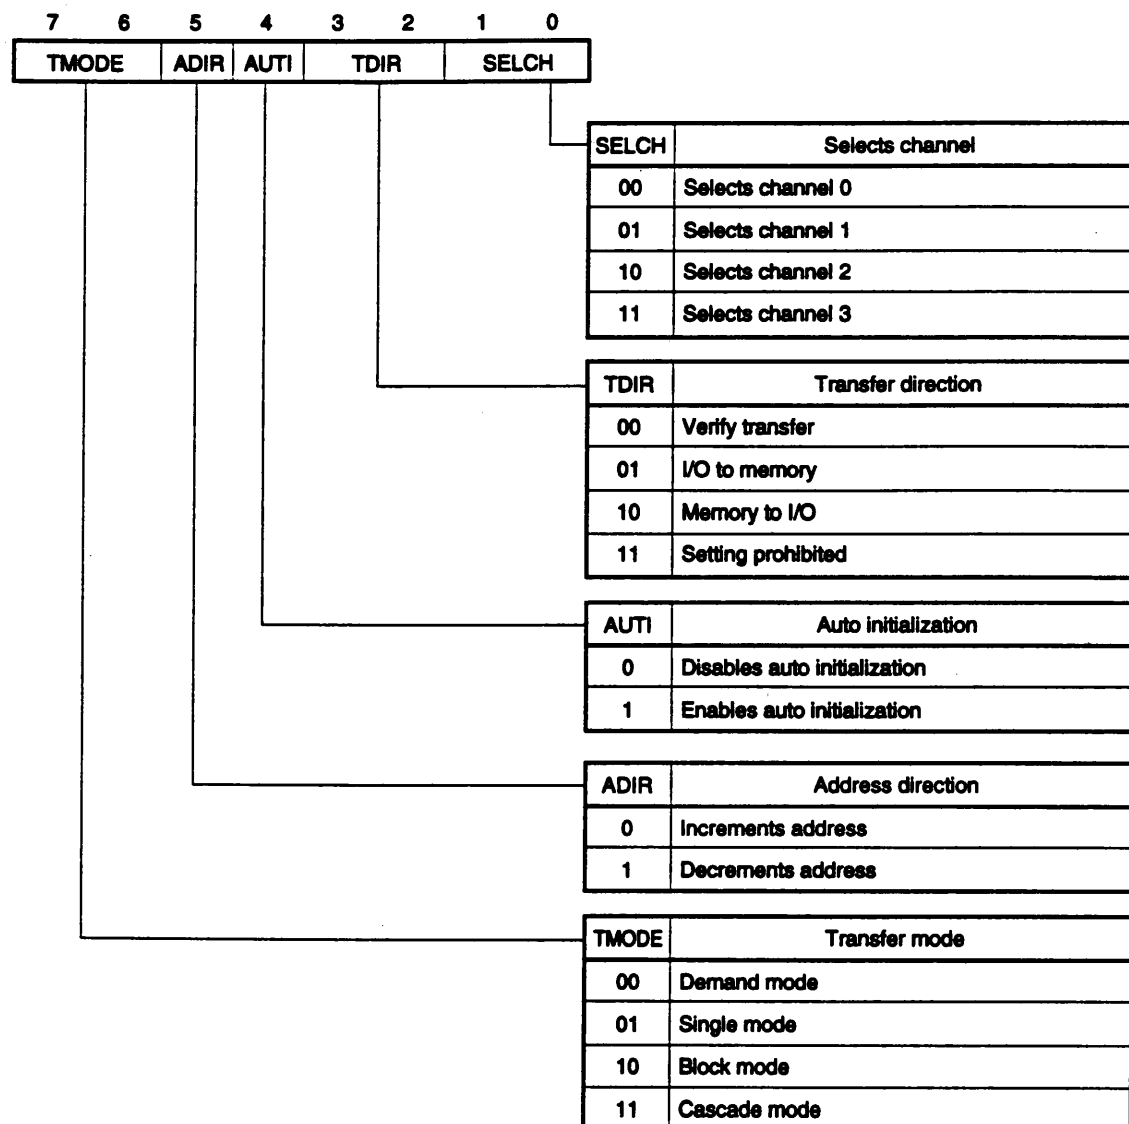 7 6 5 4 3 2 1 0
TMODE ADIR AUTI TDIR SELCH
SELCH Selects channel
00 Selects channel 0
01 Selects channel 1
10 Selects channel 2
11 Selects channel 3
TDIR Transfer direction
00 Verify transfer
01 I/O to memory
10 Memory to I/O
11 Setting prohibited
AUTI Auto initialization
0 Disables auto initialization
1 Enables auto initialization
ADIR Address direction
0 Increments address
1 Decrements address
TMODE Transfer mode
00 Demand mode
01 Single mode
10 Block mode
11 Cascade mode